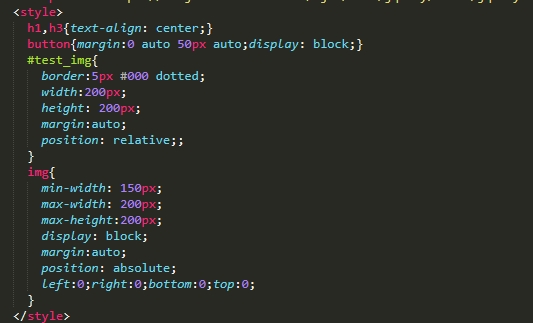 <style>
h1,h3{text-align: center;}
button{margin:0 auto 50px auto;display: block;}
#test_img{
border:5px #000 dotted;
width:200px;
height: 200px;
margin:auto;
position: relative;;
}
img{
min-width: 150px;
max-width: 200px;
max-height:200px;
display: block;
margin:auto;
position: absolute;
left:0;right:0;bottom:0;top:0;
}
</style>